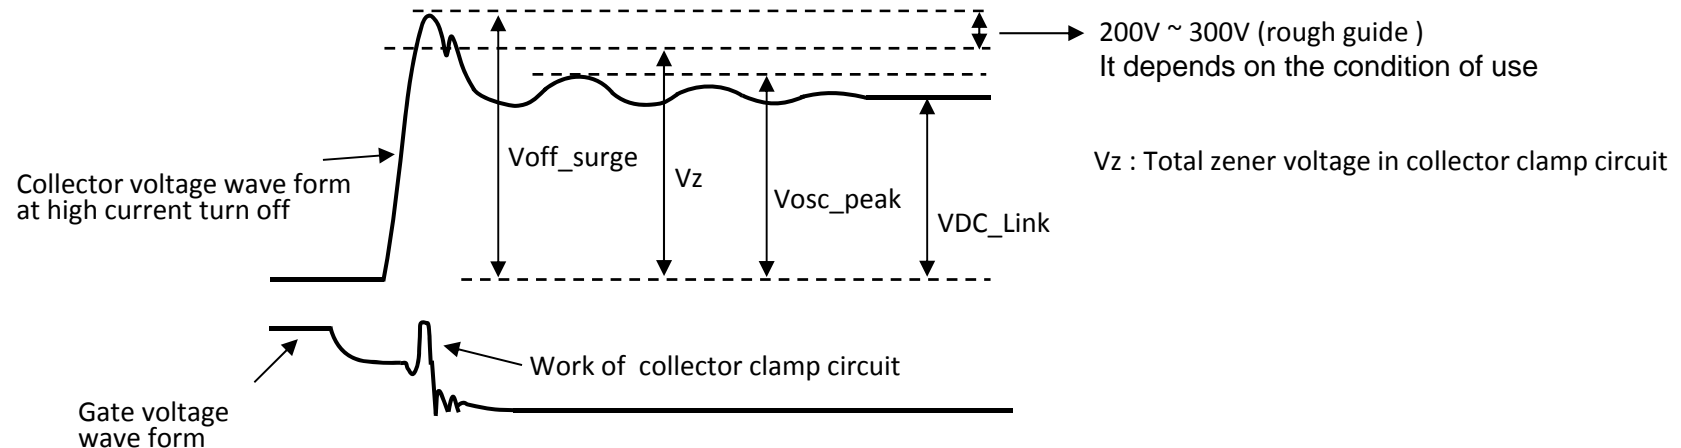 200V ~ 300V (rough guide )
It depends on the condition of use
Voff_surge
Vz
Vosc_peak
VDC_Link
Vz : Total zener voltage in collector clamp circuit
Collector voltage wave form
at high current turn off
Work of collector clamp circuit
Gate voltage
wave form